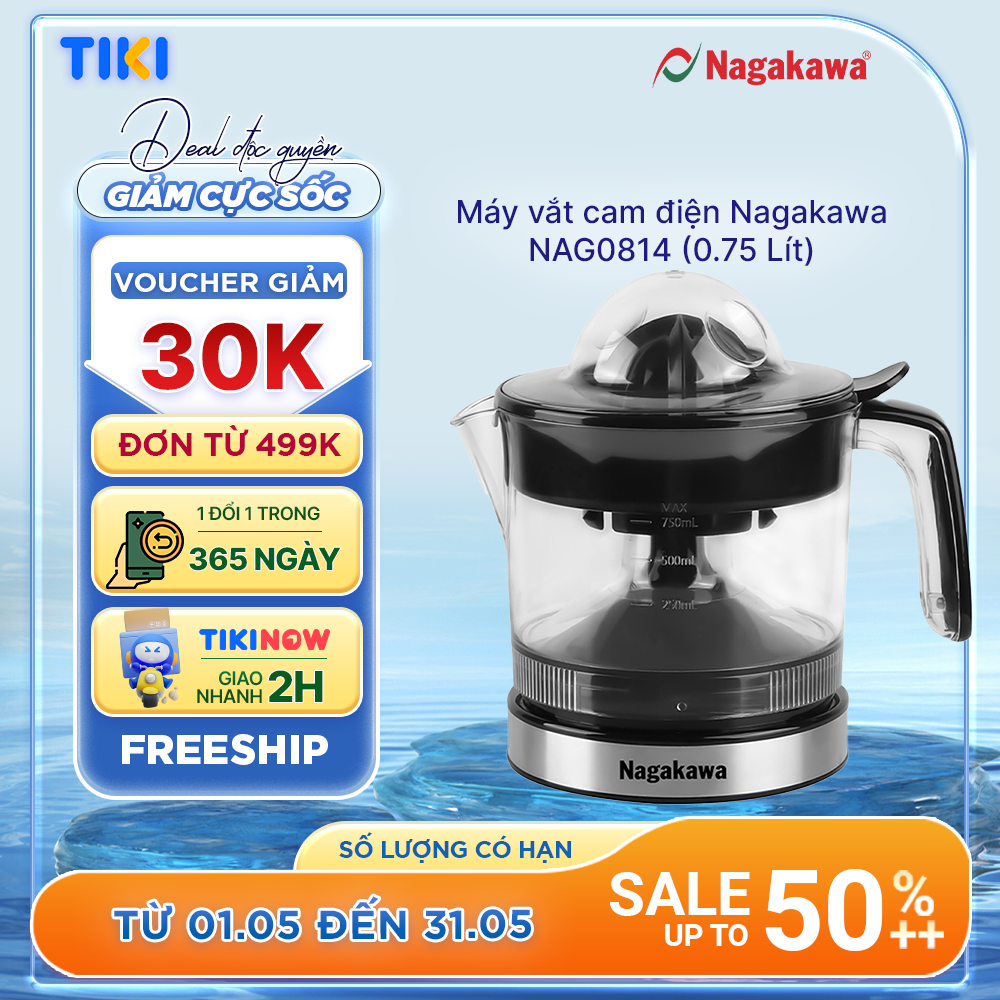 TIKI
Nagakawa®
Deal độc quyền
GIẢM CỰC SỐC
VOUCHER GIẢM
30K
ĐƠN TỪ 499K
1 ĐỔI 1 TRONG
365 NGÀY
TIKINOW
GIAO
NHANH 2H
FREESHIP
Máy vắt cam điện Nagakawa
NAG0814 (0.75 Lít)
MAX
750mL
500mL
250mL
Nagakawa
SỐ LƯỢNG CÓ HẠN
TỪ 01.05 ĐẾN 31.05
SALE
UP TO
50%
++